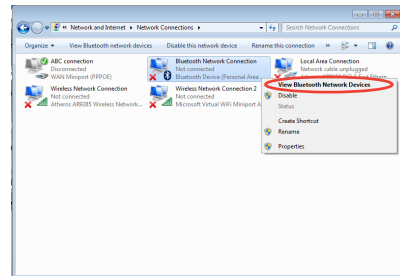 « Network and Internet ▸ Network Connections ▸
Search Network Connections
Organize ▾ View Bluetooth network devices Disable this network device Rename this connection »
ABC connection
Disconnected
WAN Miniport (PPPOE)
Bluetooth Network Connection
Not connected
Bluetooth Device (Personal Area...
Local Area Connection
Network cable unplugged
Wireless Network Connection
Not connected
Atheros AR9285 Wireless Network...
Wireless Network Connection 2
Not connected
Microsoft Virtual WiFi Miniport A
View Bluetooth Network Devices
Disable
Status
Create Shortcut
Rename
Properties